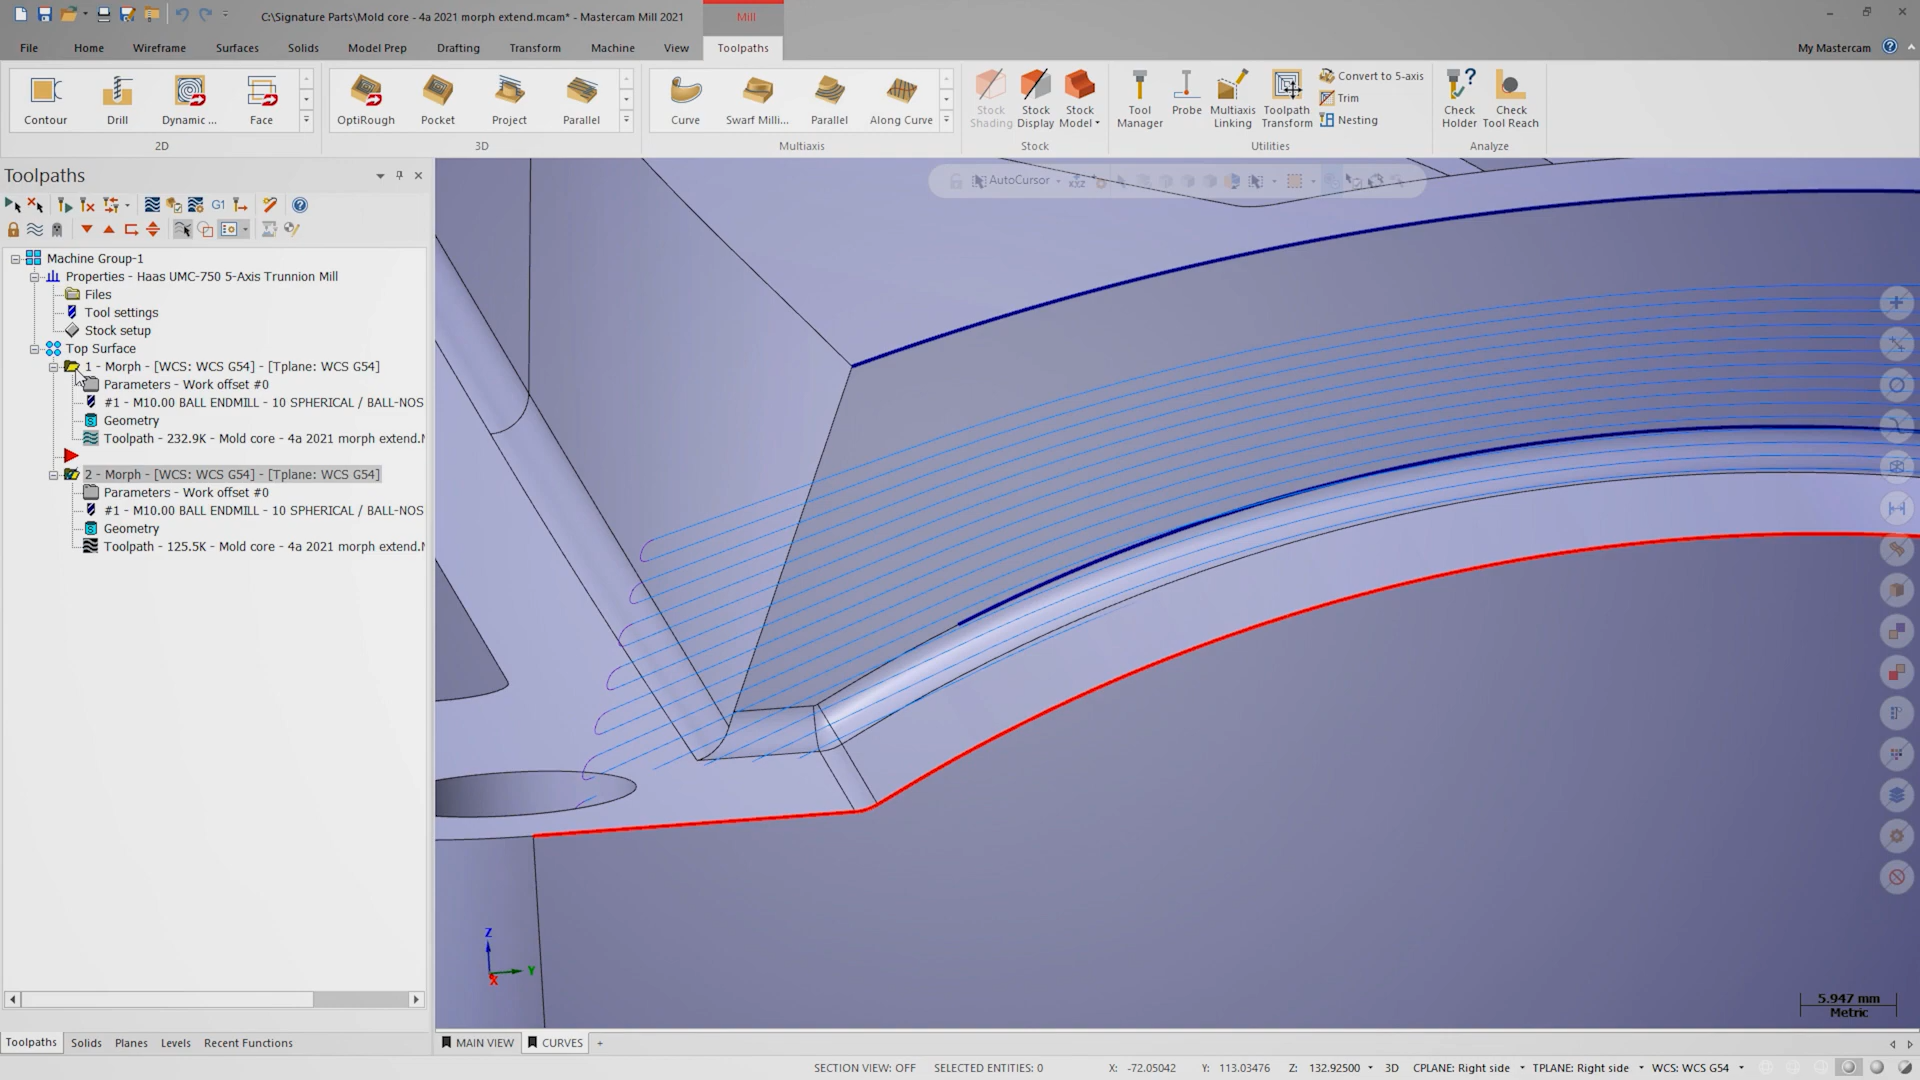 C:\Signature Parts\Mold core - 4a 2021 morph extend.mcam* - Mastercam Mill 2021
Mill
File
Home
Wireframe
Surfaces
Solids
Model Prep
Drafting
Transform
Machine
View
Toolpaths
My Mastercam
Contour
Drill
Dynamic ...
Face
OptiRough
Pocket
Project
Parallel
Curve
Swarf Milli...
Parallel
Along Curve
Stock Shading
Stock Display
Stock Model
Tool Manager
Probe
Multiaxis Linking
Toolpath Transform
Convert to 5-axis
Trim
Nesting
Check Holder
Check Tool Reach
2D
3D
Multiaxis
Stock
Utilities
Analyze
Toolpaths
AutoCursor
G1
Machine Group-1
Properties - Haas UMC-750 5-Axis Trunnion Mill
Files
Tool settings
Stock setup
Top Surface
1 - Morph - [WCS: WCS G54] - [Tplane: WCS G54]
Parameters - Work offset #0
#1 - M10.00 BALL ENDMILL - 10 SPHERICAL / BALL-NOS
Geometry
Toolpath - 232.9K - Mold core - 4a 2021 morph extend.
2 - Morph - [WCS: WCS G54] - [Tplane: WCS G54]
Parameters - Work offset #0
#1 - M10.00 BALL ENDMILL - 10 SPHERICAL / BALL-NOS
Geometry
Toolpath - 125.5K - Mold core - 4a 2021 morph extend.
Z
Y
X
5.947 mm
Metric
Toolpaths
Solids
Planes
Levels
Recent Functions
MAIN VIEW
CURVES
+
SECTION VIEW: OFF
SELECTED ENTITIES: 0
X: -72.05042
Y: 113.03476
Z: 132.92500
3D
CPLANE: Right side
TPLANE: Right side
WCS: WCS G54